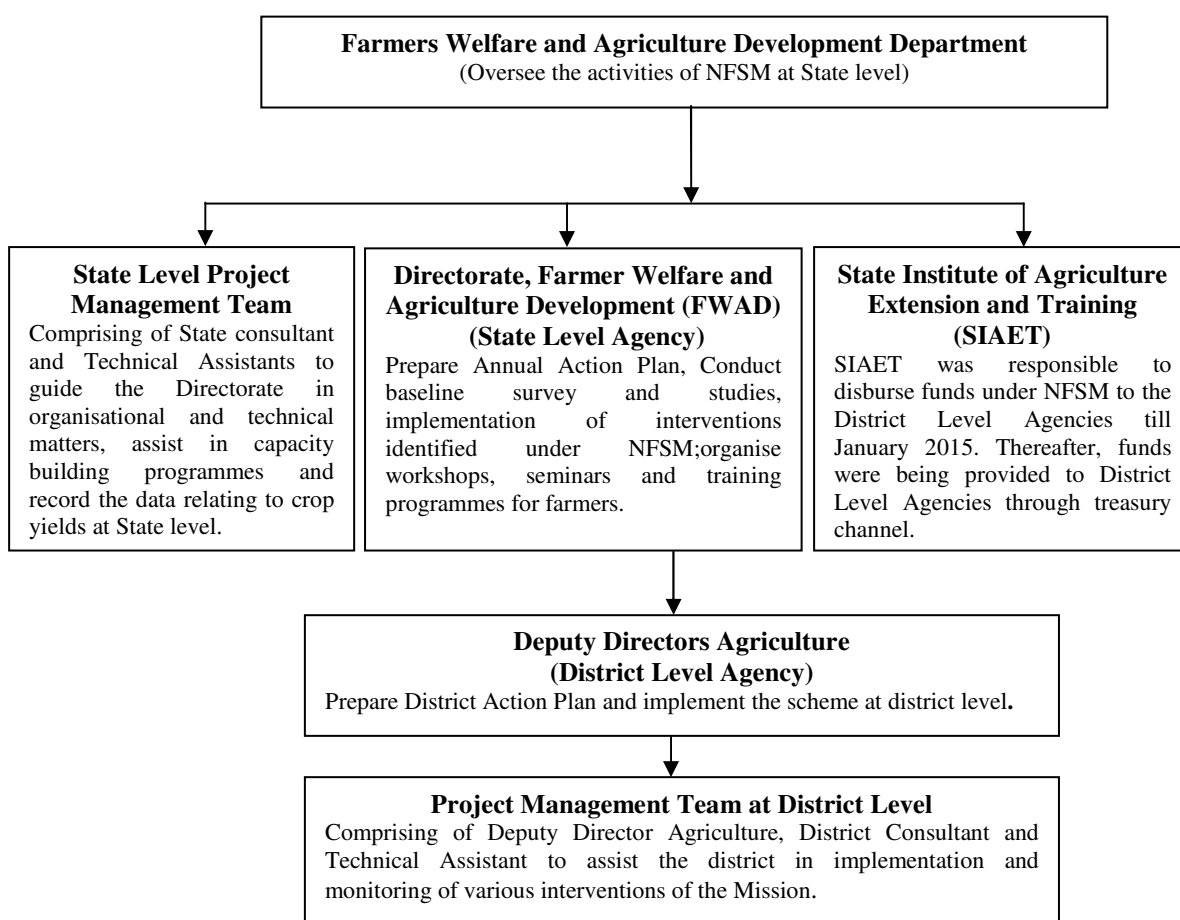 Farmers Welfare and Agriculture Development Department
(Oversee the activities of NFSM at State level)
State Level Project
Management Team
Comprising of State consultant
and Technical Assistants to
guide the Directorate in
organisational and technical
matters, assist in capacity
building programmes and
record the data relating to crop
yields at State level.
Directorate, Farmer Welfare and
Agriculture Development (FWAD)
(State Level Agency)
Prepare Annual Action Plan, Conduct
baseline survey and studies,
implementation of interventions
identified under NFSM;organise
workshops, seminars and training
programmes for farmers.
State Institute of Agriculture
Extension and Training
(SIAET)
SIAET was responsible to
disburse funds under NFSM to the
District Level Agencies till
January 2015. Thereafter, funds
were being provided to District
Level Agencies through treasury
channel.
Deputy Directors Agriculture
(District Level Agency)
Prepare District Action Plan and implement the scheme at district level.
Project Management Team at District Level
Comprising of Deputy Director Agriculture, District Consultant and
Technical Assistant to assist the district in implementation and
monitoring of various interventions of the Mission.